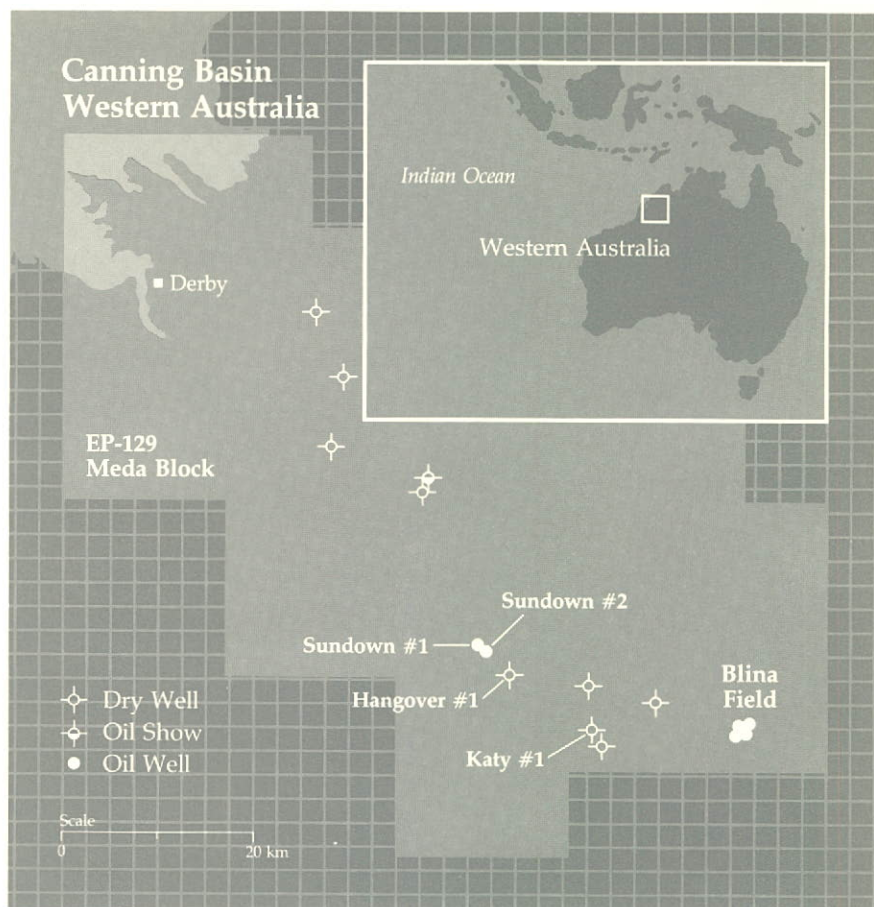 Canning Basin
Western Australia
Indian Ocean
Western Australia
Derby
EP-129
Meda Block
Sundown #2
Sundown #1
Hangover #1
Blina
Field
Katy #1
Dry Well
Oil Show
Oil Well
Scale
0
20 km